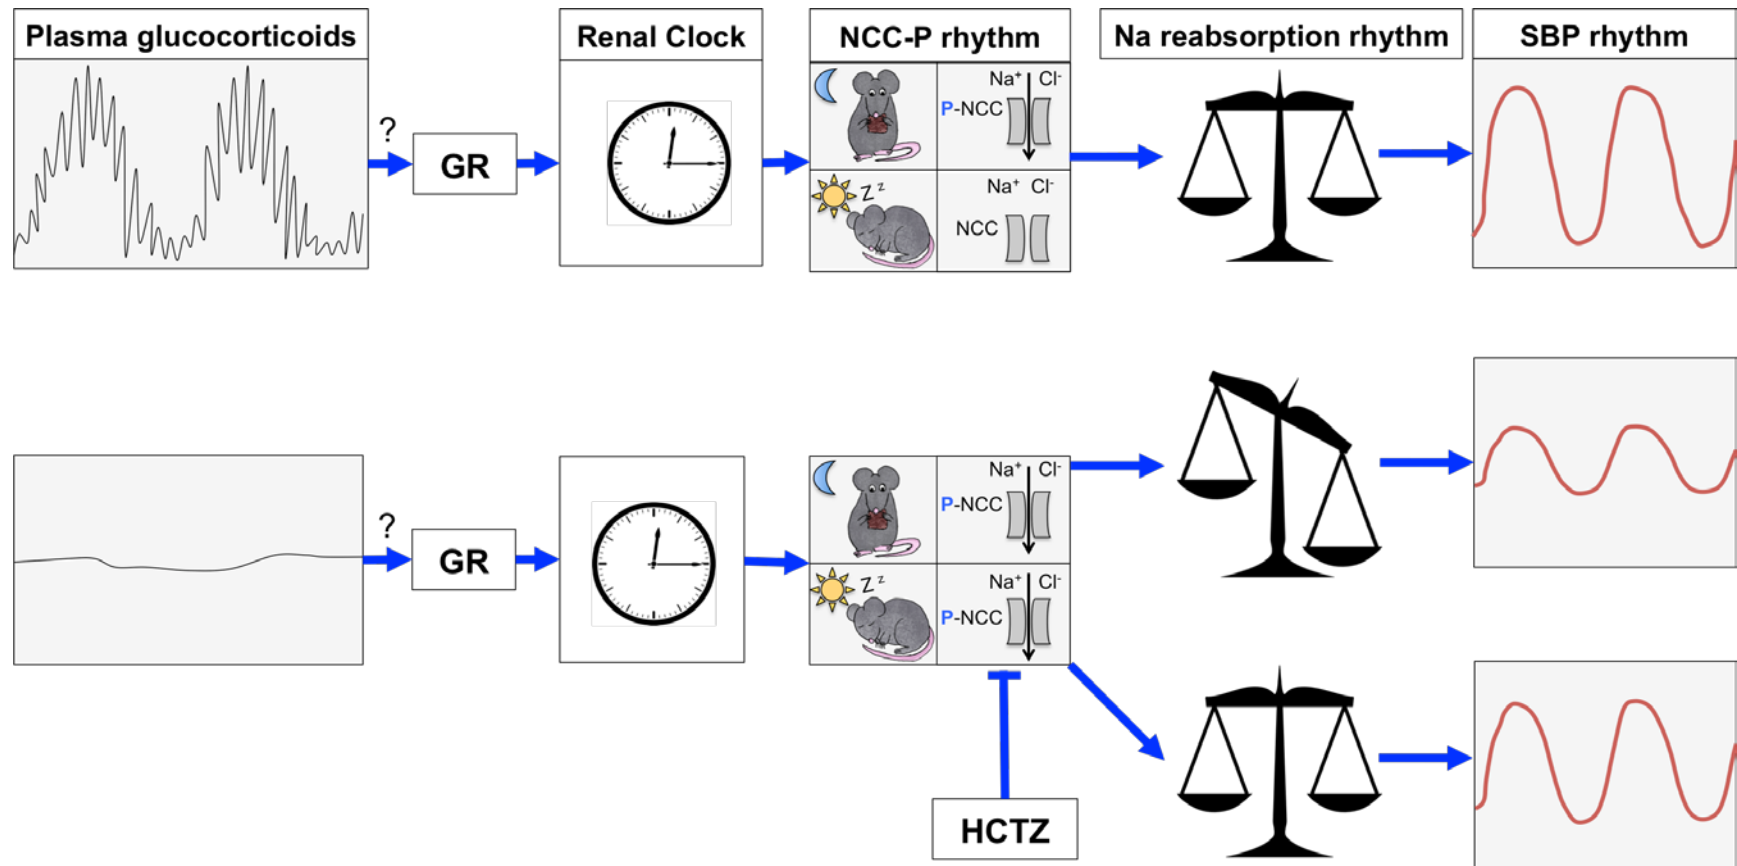 Plasma glucocorticoids
Renal Clock
NCC-P rhythm
Na reabsorption rhythm
SBP rhythm
?
GR
Na⁺ Cl⁻
P-NCC
Z z
Na⁺ Cl⁻
NCC
?
GR
Na⁺ Cl⁻
P-NCC
Z z
Na⁺ Cl⁻
P-NCC
HCTZ